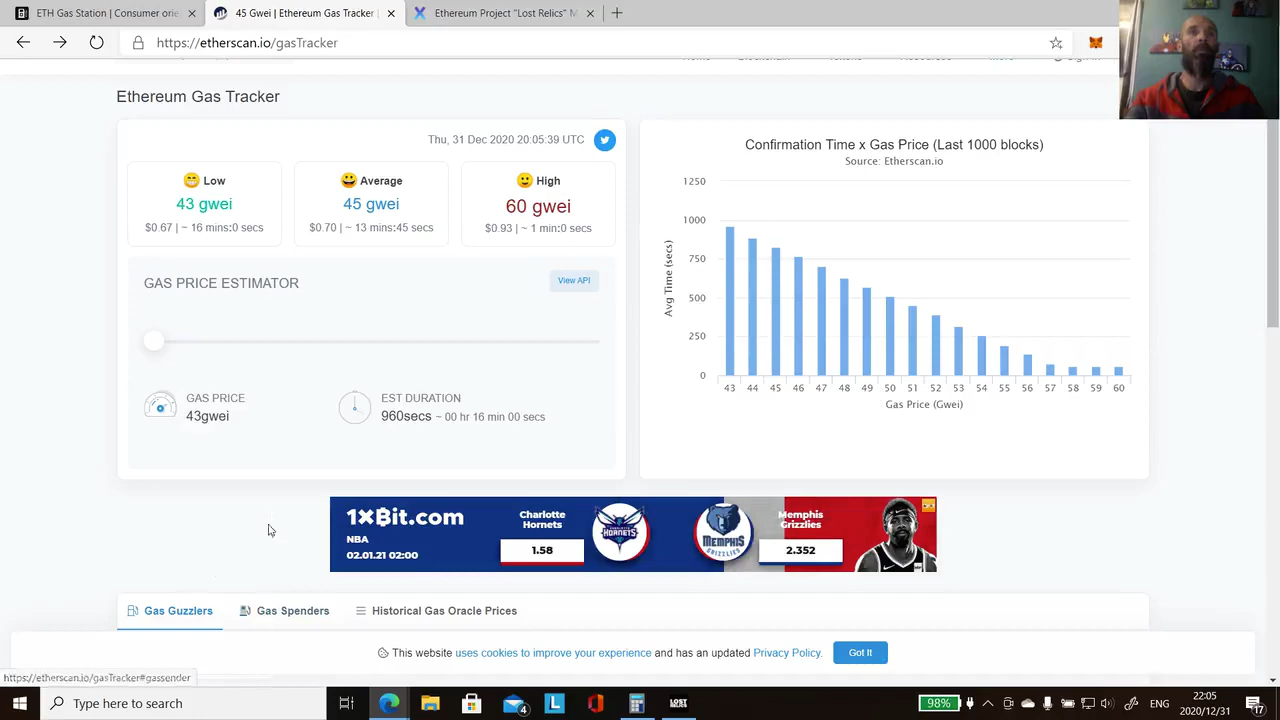 ETH Gas Station | Consumer orie
45 Gwei | Ethereum Gas Tracker
Ethereum Project "Lost Relics"
https://etherscan.io/gasTracker
Ethereum Gas Tracker
Thu, 31 Dec 2020 20:05:39 UTC
Low
43 gwei
$0.67 | ~ 16 mins:0 secs
Average
45 gwei
$0.70 | ~ 13 mins:45 secs
High
60 gwei
$0.93 | ~ 1 min:0 secs
GAS PRICE ESTIMATOR
View API
GAS PRICE
43gwei
EST DURATION
960secs ~ 00 hr 16 min 00 sec
Confirmation Time x Gas Price (Last 1000 blocks)
Source: Etherscan.io
1250
1000
750
500
250
0
Avg Time (secs)
43 44 45 46 47 48 49 50 51 52 53 54 55 56 57 58 59 60
Gas Price (Gwei)
1xBit.com
NBA
02.01.21 02:00
Charlotte
Hornets
1.58
HORNETS
Memphis
Grizzlies
2.352
Gas Guzzlers
Gas Spenders
Historical Gas Oracle Prices
This website uses cookies to improve your experience and has an updated Privacy Policy.
Got It
https://etherscan.io/gasTracker#gassender
Type here to search
4
L
LOST
98%
ENG
22:05
2020/12/31
17